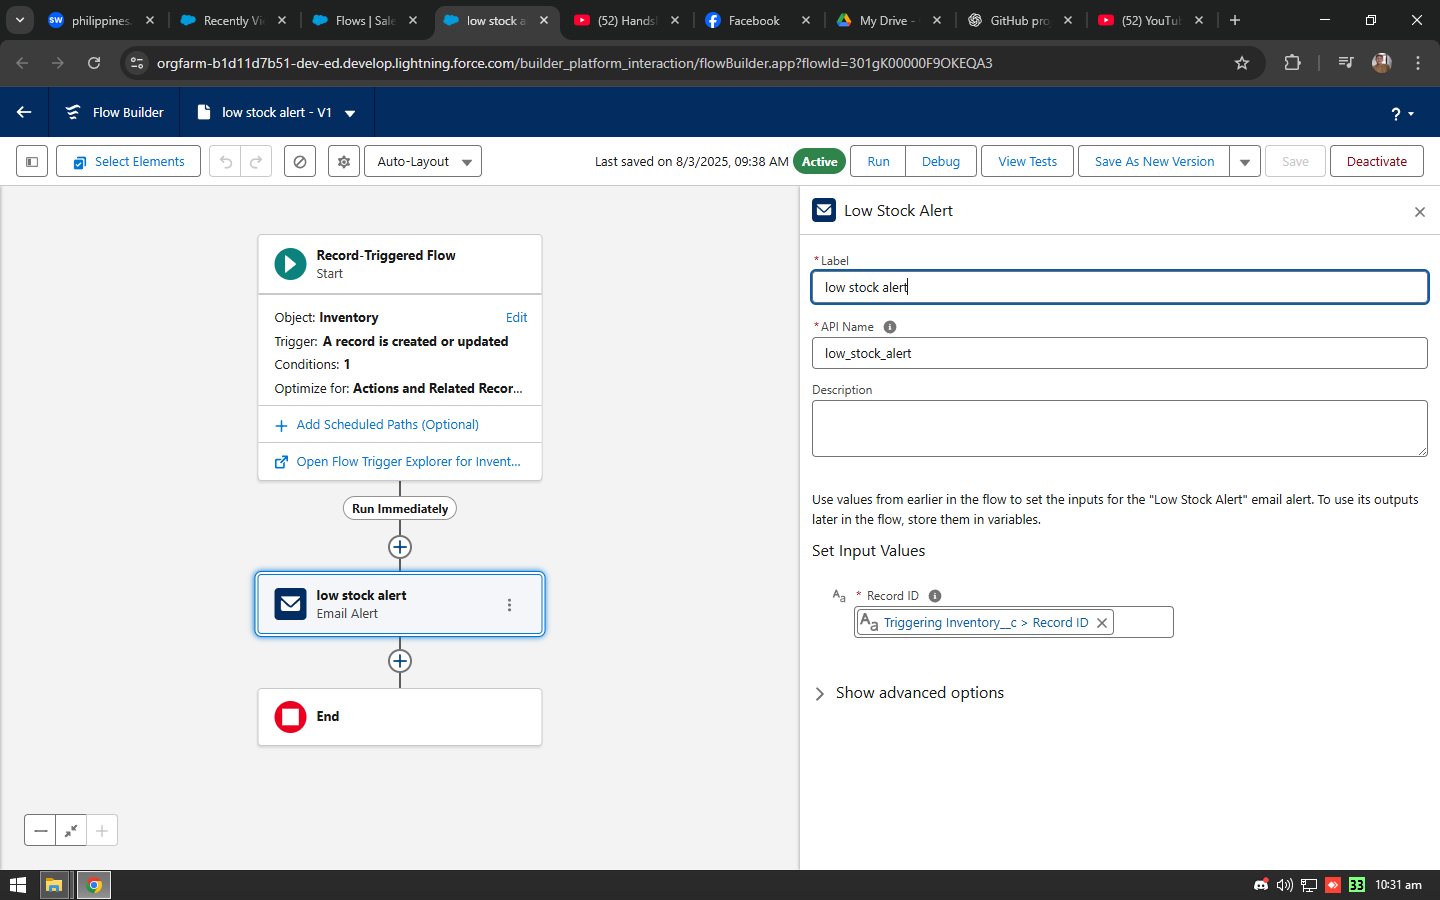 philippines.
Recently Vi
Flows | Sale
low stock a
(52) Handsl
Facebook
My Drive -
GitHub pro
(52) YouTub
orgfarm-b1d11d7b51-dev-ed.develop.lightning.force.com/builder_platform_interaction/flowBuilder.app?flowId=301gK00000F9OKEQA3
Flow Builder
low stock alert - V1
?
Select Elements
Auto-Layout
Last saved on 8/3/2025, 09:38 AM
Active
Run
Debug
View Tests
Save As New Version
Save
Deactivate
Record-Triggered Flow
Start
Object: Inventory
Edit
Trigger: A record is created or updated
Conditions: 1
Optimize for: Actions and Related Recor...
Add Scheduled Paths (Optional)
Open Flow Trigger Explorer for Invent...
Run Immediately
low stock alert
Email Alert
End
Low Stock Alert
*Label
low stock alert
*API Name
low_stock_alert
Description
Use values from earlier in the flow to set the inputs for the "Low Stock Alert" email alert. To use its outputs
later in the flow, store them in variables.
Set Input Values
Aa * Record ID
Aa Triggering Inventory__c > Record ID
Show advanced options
33
10:31 am